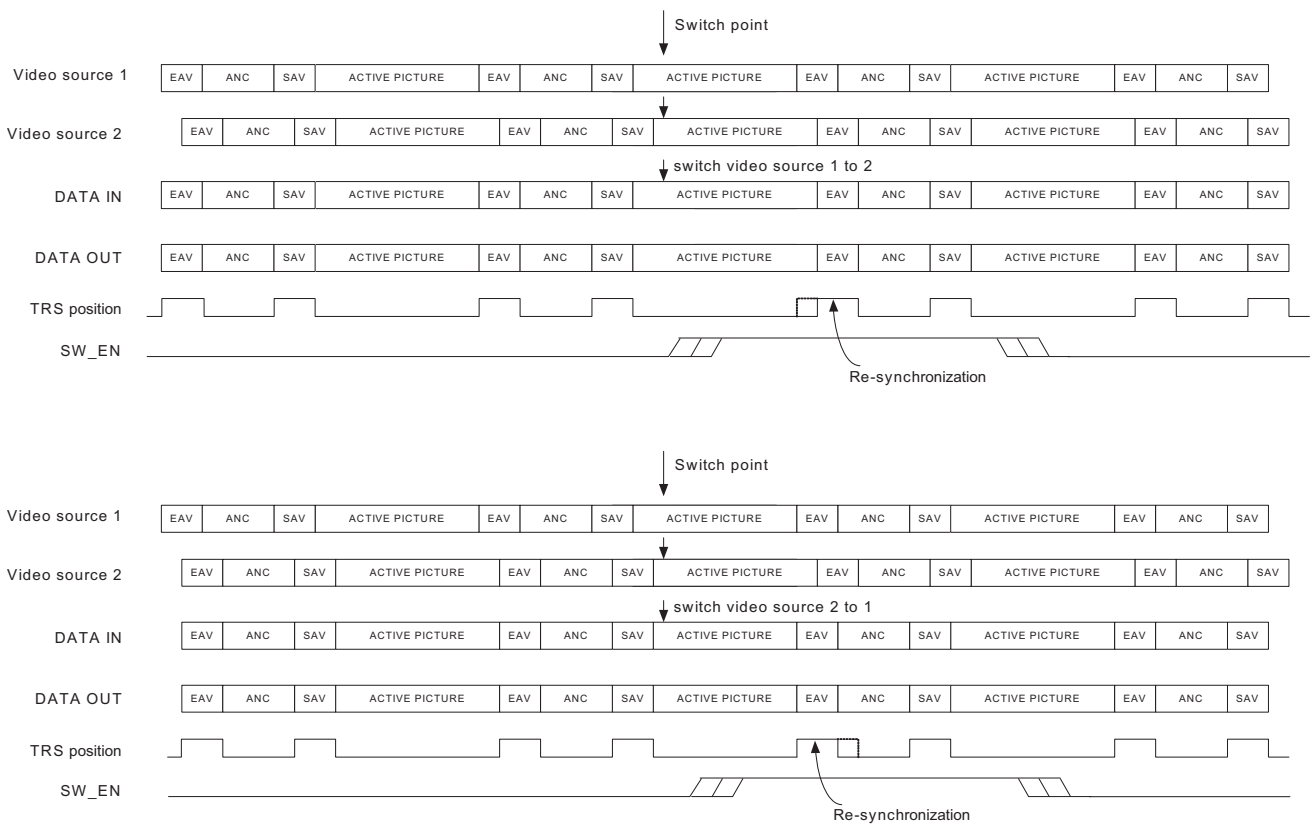 Switch point
Video source 1 EAV ANC SAV ACTIVE PICTURE EAV ANC SAV ACTIVE PICTURE EAV ANC SAV ACTIVE PICTURE EAV ANC SAV
Video source 2 EAV ANC SAV ACTIVE PICTURE EAV ANC SAV ACTIVE PICTURE EAV ANC SAV ACTIVE PICTURE EAV ANC SAV
switch video source 1 to 2
DATA IN EAV ANC SAV ACTIVE PICTURE EAV ANC SAV ACTIVE PICTURE EAV ANC SAV ACTIVE PICTURE EAV ANC SAV
DATA OUT EAV ANC SAV ACTIVE PICTURE EAV ANC SAV ACTIVE PICTURE EAV ANC SAV ACTIVE PICTURE EAV ANC SAV
TRS position
SW_EN
Re-synchronization
Switch point
Video source 1 EAV ANC SAV ACTIVE PICTURE EAV ANC SAV ACTIVE PICTURE EAV ANC SAV ACTIVE PICTURE EAV ANC SAV
Video source 2 EAV ANC SAV ACTIVE PICTURE EAV ANC SAV ACTIVE PICTURE EAV ANC SAV ACTIVE PICTURE EAV ANC SAV
switch video source 2 to 1
DATA IN EAV ANC SAV ACTIVE PICTURE EAV ANC SAV ACTIVE PICTURE EAV ANC SAV ACTIVE PICTURE EAV ANC SAV
DATA OUT EAV ANC SAV ACTIVE PICTURE EAV ANC SAV ACTIVE PICTURE EAV ANC SAV ACTIVE PICTURE EAV ANC SAV
TRS position
SW_EN
Re-synchronization